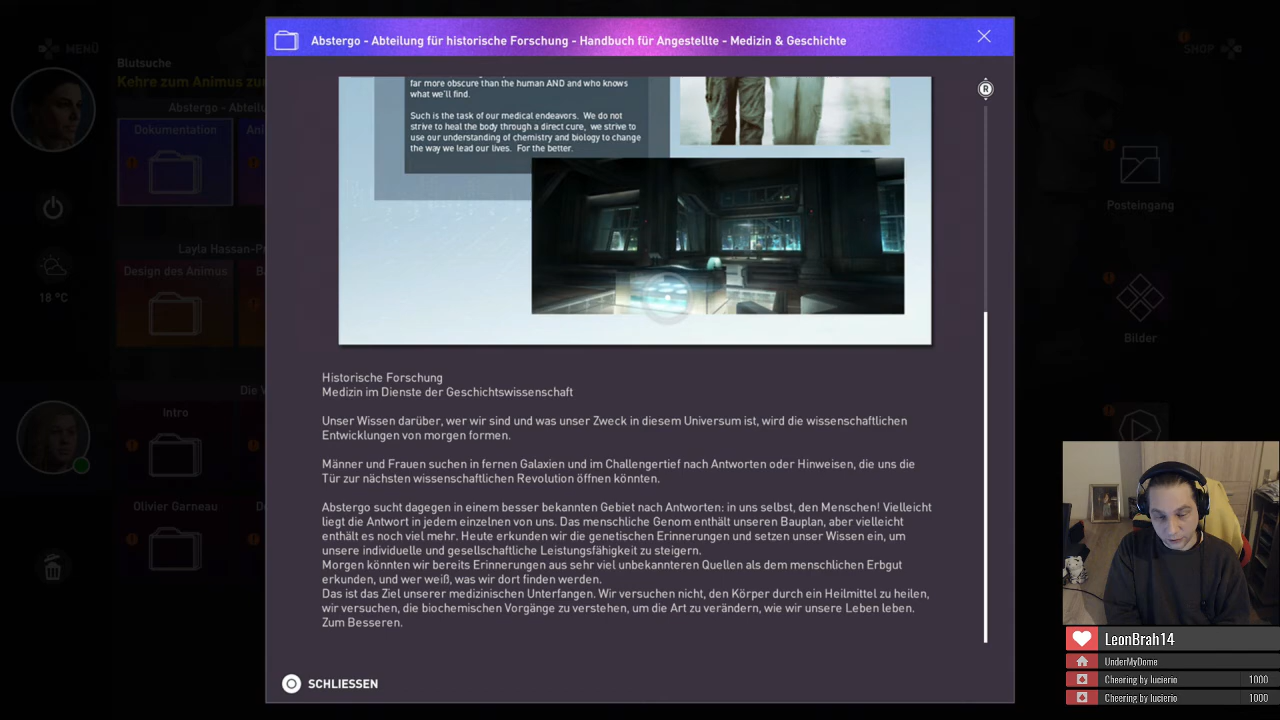 Abstergo - Abteilung für historische Forschung - Handbuch für Angestellte - Medizin & Geschichte
MENÜ
SHOP
Blutsuche
Kehre zum Animus zu
Abstergo - Abteilu
Dokumentation
Ani
18 °C
Layla Hassan-Pr
Design des Animus
Ba
Die W
Intro
Olivier Garneau
De
far more obscure than the human AND and who knows
what we'll find.
Such is the task of our medical endeavors. We do not
strive to heal the body through a direct cure, we strive to
use our understanding of chemistry and biology to change
the way we lead our lives. For the better.
R
Historische Forschung
Medizin im Dienste der Geschichtswissenschaft
Unser Wissen darüber, wer wir sind und was unser Zweck in diesem Universum ist, wird die wissenschaftlichen
Entwicklungen von morgen formen.
Männer und Frauen suchen in fernen Galaxien und im Challengertief nach Antworten oder Hinweisen, die uns die
Tür zur nächsten wissenschaftlichen Revolution öffnen könnten.
Abstergo sucht dagegen in einem besser bekannten Gebiet nach Antworten: in uns selbst, den Menschen! Vielleicht
liegt die Antwort in jedem einzelnen von uns. Das menschliche Genom enthält unseren Bauplan, aber vielleicht
enthält es noch viel mehr. Heute erkunden wir die genetischen Erinnerungen und setzen unser Wissen ein, um
unsere individuelle und gesellschaftliche Leistungsfähigkeit zu steigern.
Morgen könnten wir bereits Erinnerungen aus sehr viel unbekannteren Quellen als dem menschlichen Erbgut
erkunden, und wer weiß, was wir dort finden werden.
Das ist das Ziel unserer medizinischen Unterfangen. Wir versuchen nicht, den Körper durch ein Heilmittel zu heilen,
wir versuchen, die biochemischen Vorgänge zu verstehen, um die Art zu verändern, wie wir unsere Leben leben.
Zum Besseren.
SCHLIESSEN
Posteingang
Bilder
LeonBrah14
UnderMyDome
Cheering by lucierio 1000
Cheering by lucierio 1000